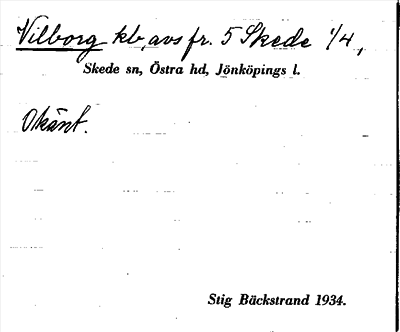 Vilborg kb, avs fr. 5 Skede 1/4,
Skede sn, Östra hd, Jönköpings l.
Okänt.
Stig Bäckstrand 1934.